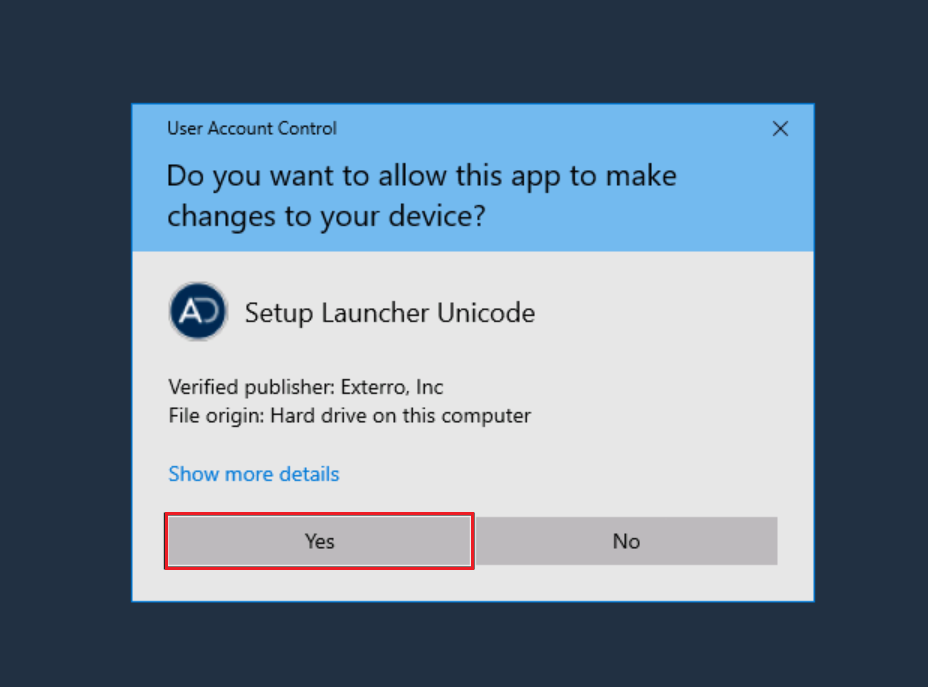 User Account Control
Do you want to allow this app to make
changes to your device?
AD
Setup Launcher Unicode
Verified publisher: Exterro, Inc
File origin: Hard drive on this computer
Show more details
Yes
No